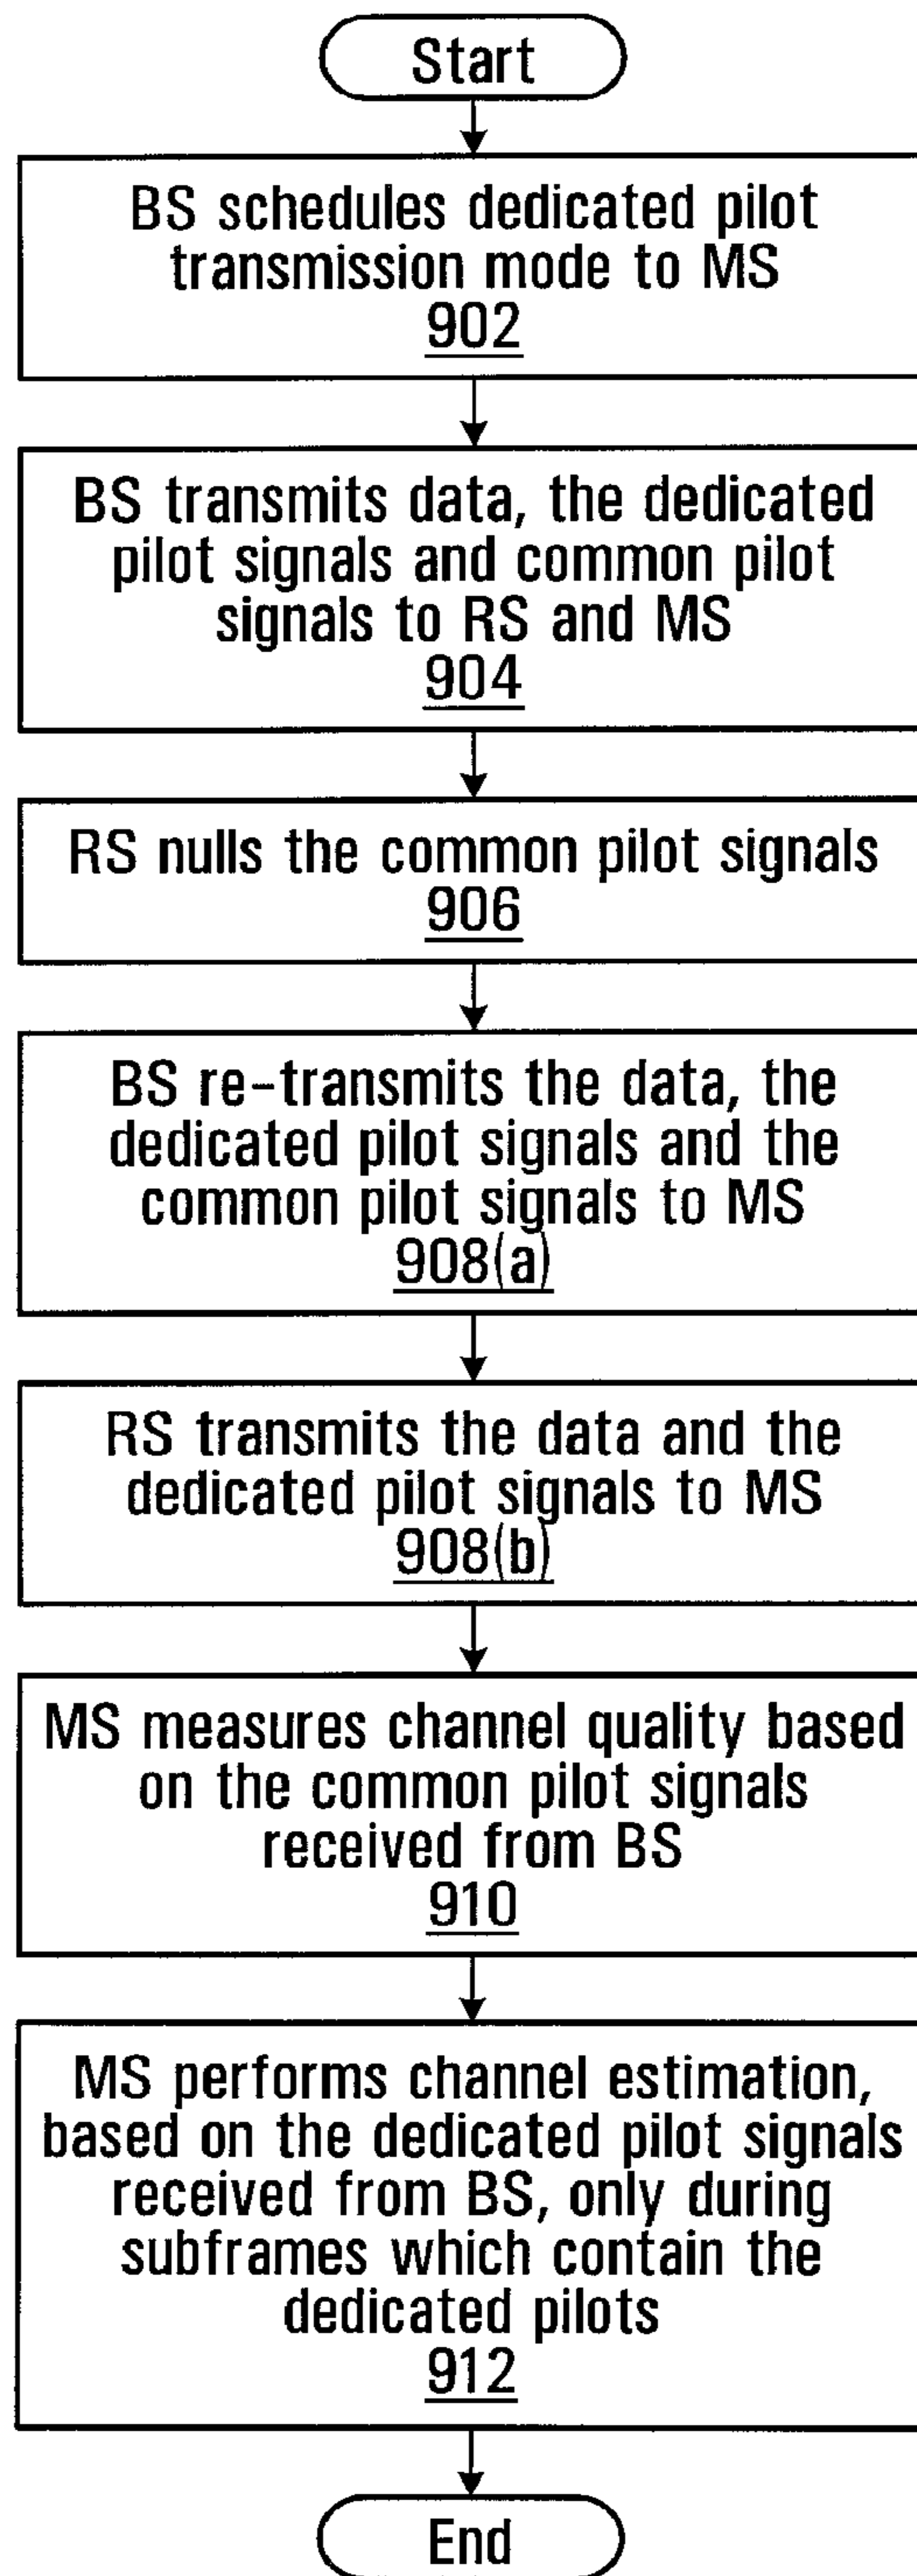 Start
BS schedules dedicated pilot
transmission mode to MS
902
BS transmits data, the dedicated
pilot signals and common pilot
signals to RS and MS
904
RS nulls the common pilot signals
906
BS re-transmits the data, the
dedicated pilot signals and the
common pilot signals to MS
908(a)
RS transmits the data and the
dedicated pilot signals to MS
908(b)
MS measures channel quality based
on the common pilot signals
received from BS
910
MS performs channel estimation,
based on the dedicated pilot signals
received from BS, only during
subframes which contain the
dedicated pilots
912
End